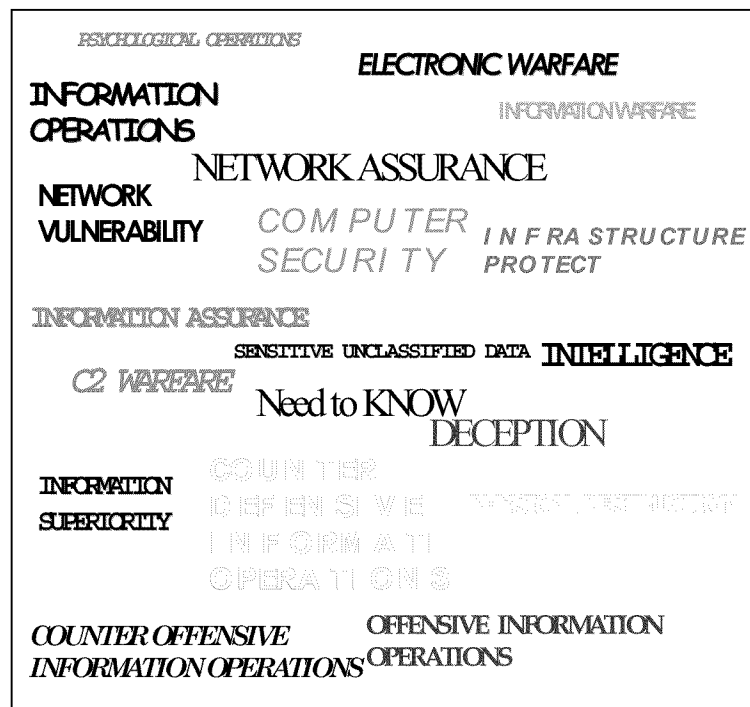 PSYCHOLOGICAL OPERATIONS
ELECTRONIC WARFARE
INFORMATION
OPERATIONS
INFORMATION WARFARE
NETWORK ASSURANCE
NETWORK
VULNERABILITY
COMPUTER
SECURITY
INFRASTRUCTURE
PROTECT
INFORMATION ASSURANCE
SENSITIVE UNCLASSIFIED DATA
INTELLIGENCE
C2 WARFARE
Need to KNOW
DECEPTION
INFORMATION
SUPERIORITY
COUNTER
DEFENSIVE
INFORMATI
OPERATIONS
COUNTER OFFENSIVE
INFORMATION OPERATIONS
OFFENSIVE INFORMATION
OPERATIONS